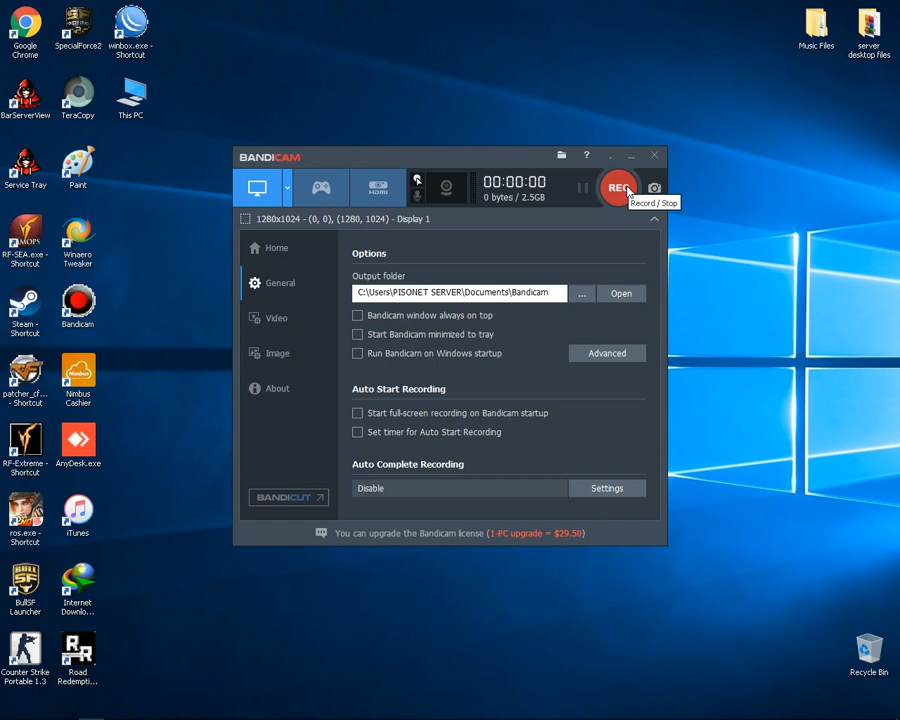 Google
Chrome
SpecialForce2
winbox.exe -
Shortcut
Music Files
server
desktop files
BarServerView
TeraCopy
This PC
Service Tray
Paint
RF-SEA.exe -
Shortcut
Winaero
Tweaker
Steam -
Shortcut
Bandicam
patcher_cf...
- Shortcut
Nimbus
Cashier
RF-Extreme -
Shortcut
AnyDesk.exe
ros.exe -
Shortcut
iTunes
BullSF
Launcher
Internet
Downlo...
Counter Strike
Portable 1.3
Road
Redempti...
Recycle Bin
BANDICAM
?
HDMI
00:00:00
0 bytes / 2.5GB
REC
Record / Stop
1280x1024 - (0, 0), (1280, 1024) - Display 1
Home
General
Video
Image
About
BANDICUT
Options
Output folder
C:\Users\PISONET SERVER\Documents\Bandicam
...
Open
Bandicam window always on top
Start Bandicam minimized to tray
Run Bandicam on Windows startup
Advanced
Auto Start Recording
Start full-screen recording on Bandicam startup
Set timer for Auto Start Recording
Auto Complete Recording
Disable
Settings
You can upgrade the Bandicam license (1-PC upgrade = $29.50)